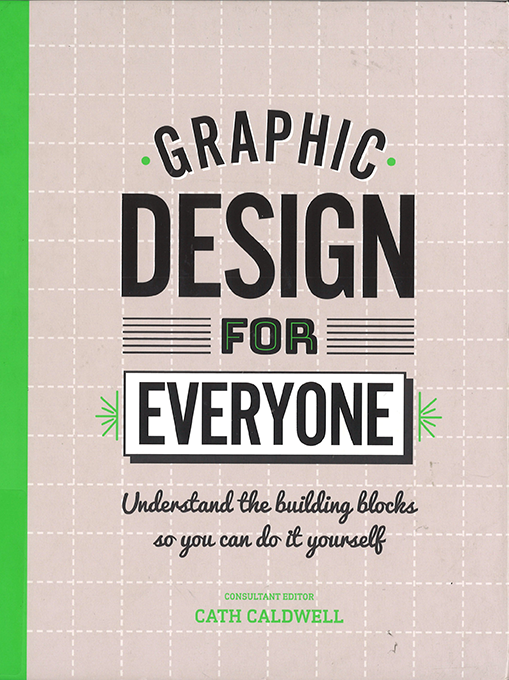 GRAPHIC
DESIGN
FOR
EVERYONE
Understand the building blocks
so you can do it yourself
CONSULTANT EDITOR
CATH CALDWELL